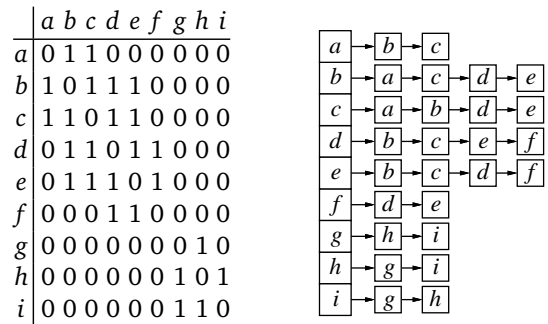 a b c d e f g h i
a 0 1 1 0 0 0 0 0 0
b 1 0 1 1 1 0 0 0 0
c 1 1 0 1 1 0 0 0 0
d 0 1 1 0 1 1 0 0 0
e 0 1 1 1 0 1 0 0 0
f 0 0 0 1 1 0 0 0 0
g 0 0 0 0 0 0 0 1 0
h 0 0 0 0 0 0 1 0 1
i 0 0 0 0 0 0 1 1 0
a b c
b a c d e
c a b d e
d b c e f
e b c d f
f d e
g h i
h g i
i g h